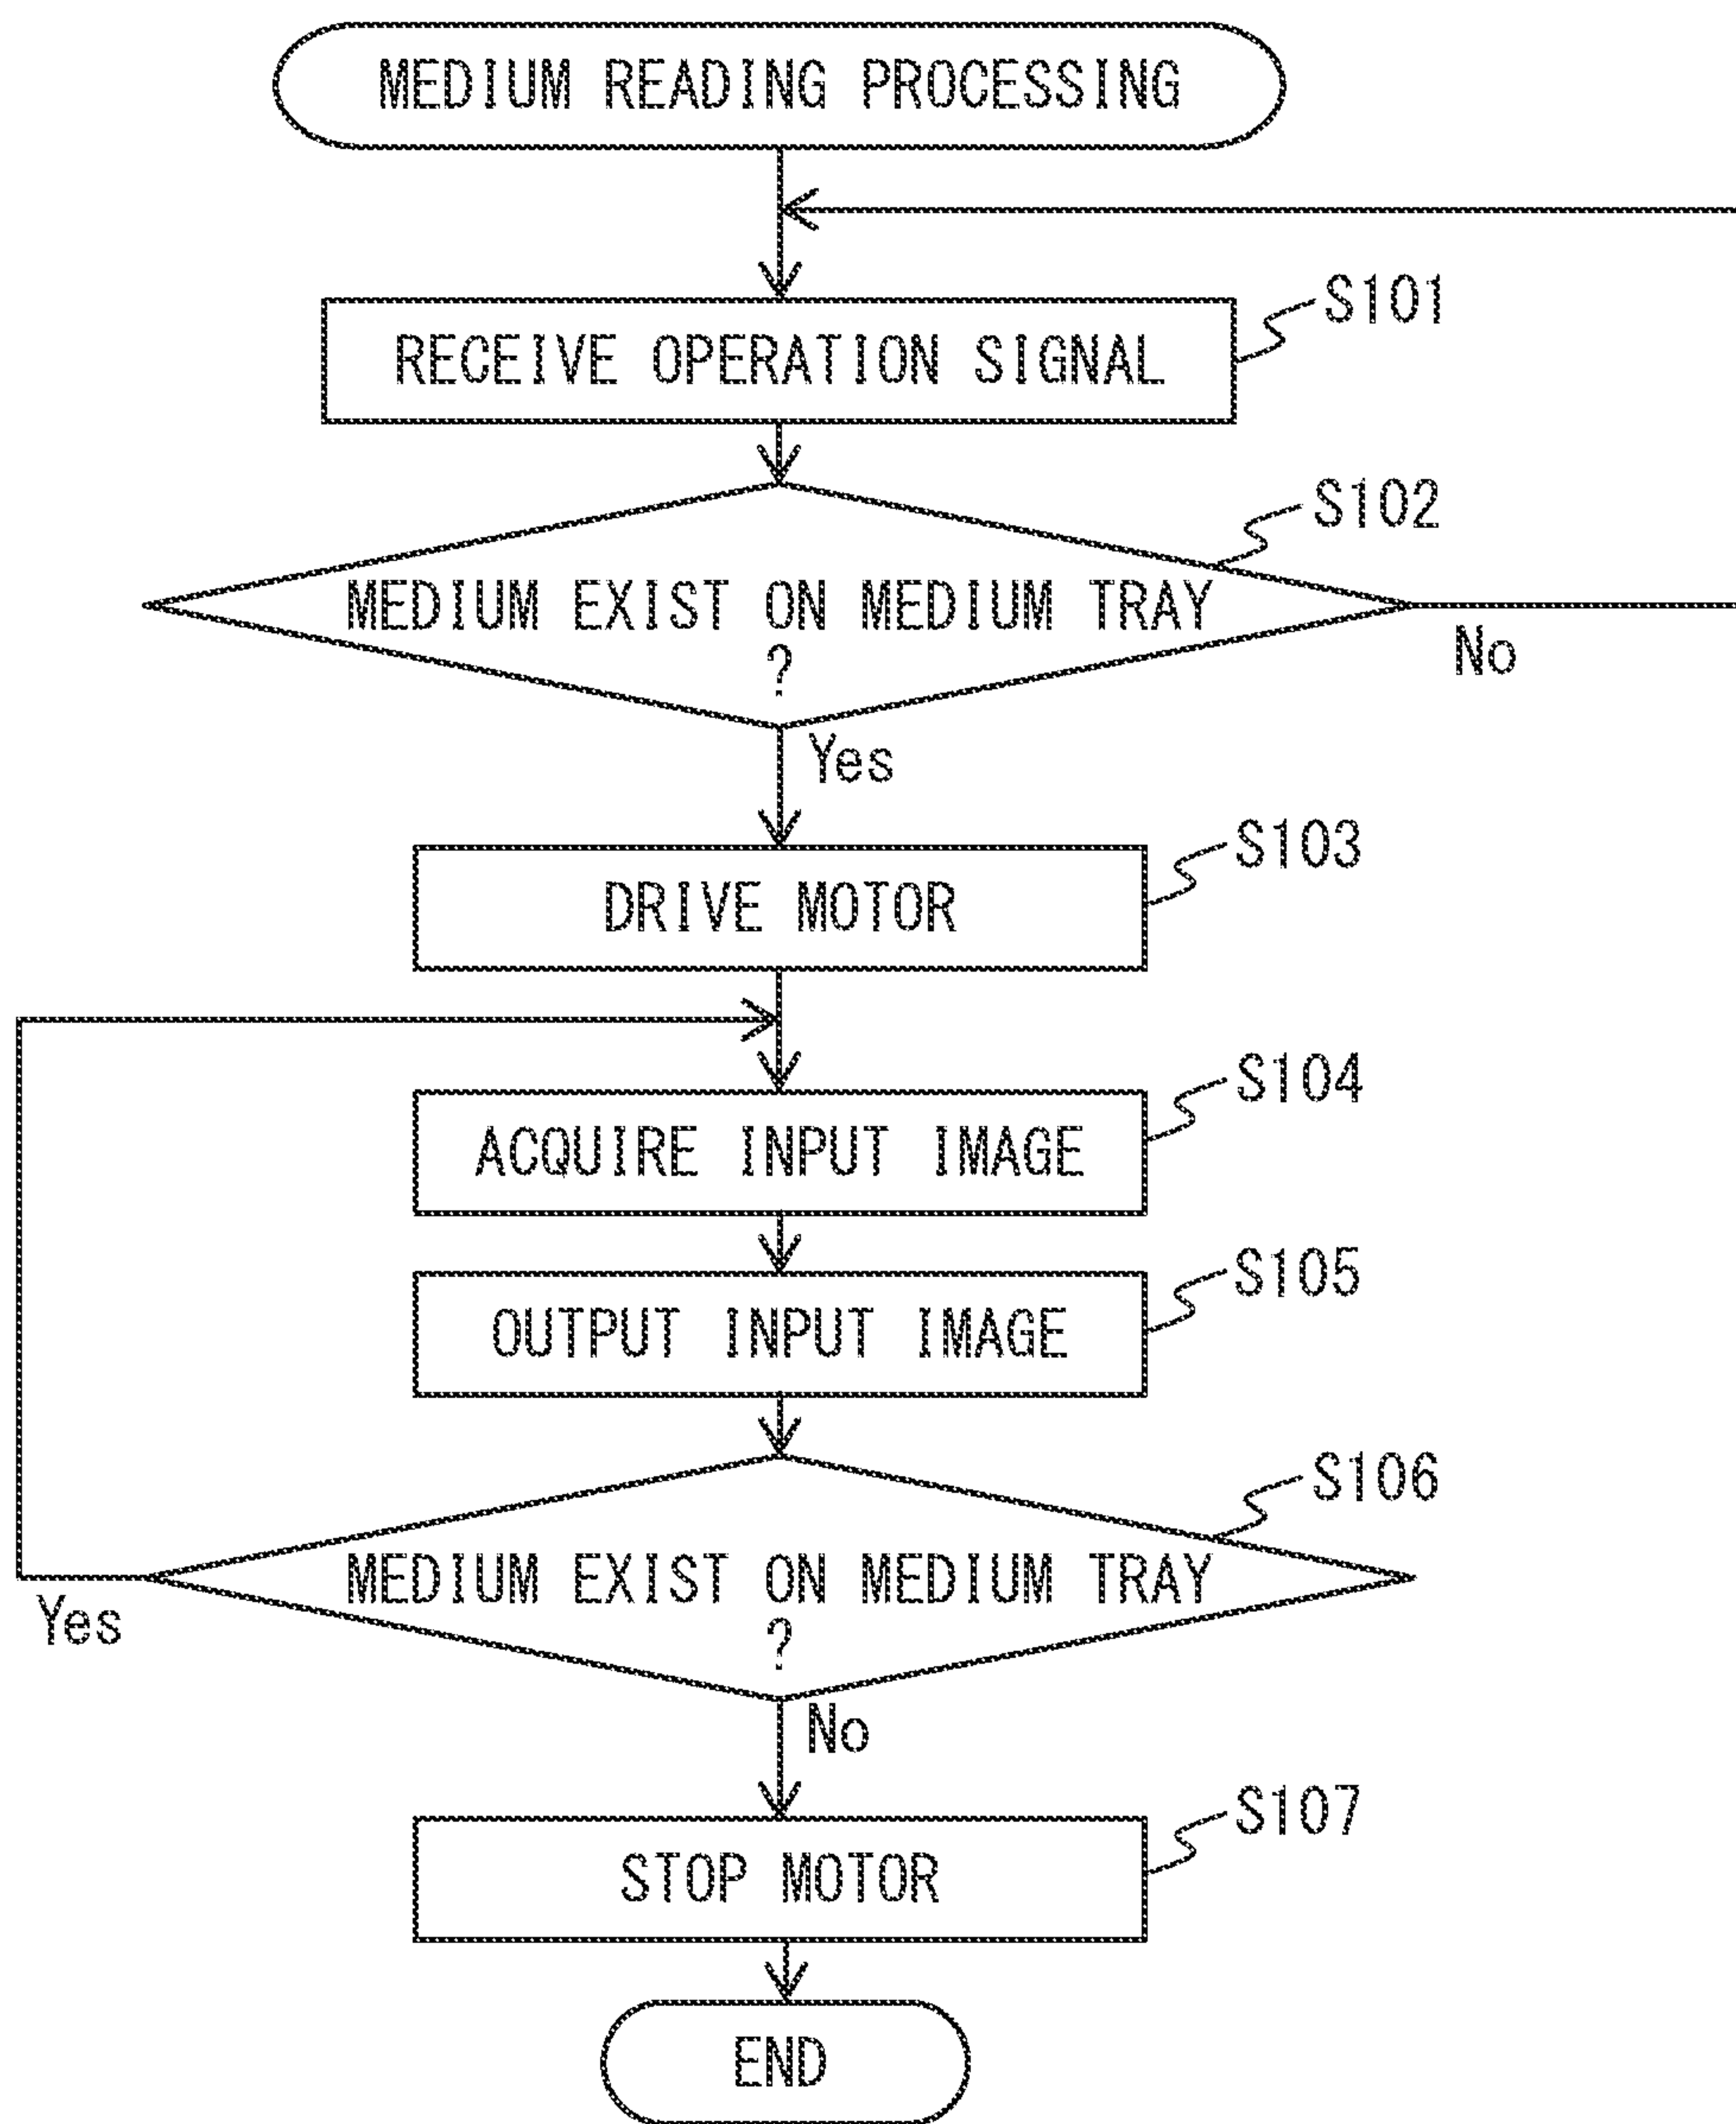 MEDIUM READING PROCESSING
S101
RECEIVE OPERATION SIGNAL
S102
MEDIUM EXIST ON MEDIUM TRAY
?
No
Yes
S103
DRIVE MOTOR
S104
ACQUIRE INPUT IMAGE
S105
OUTPUT INPUT IMAGE
S106
MEDIUM EXIST ON MEDIUM TRAY
?
Yes
No
S107
STOP MOTOR
END